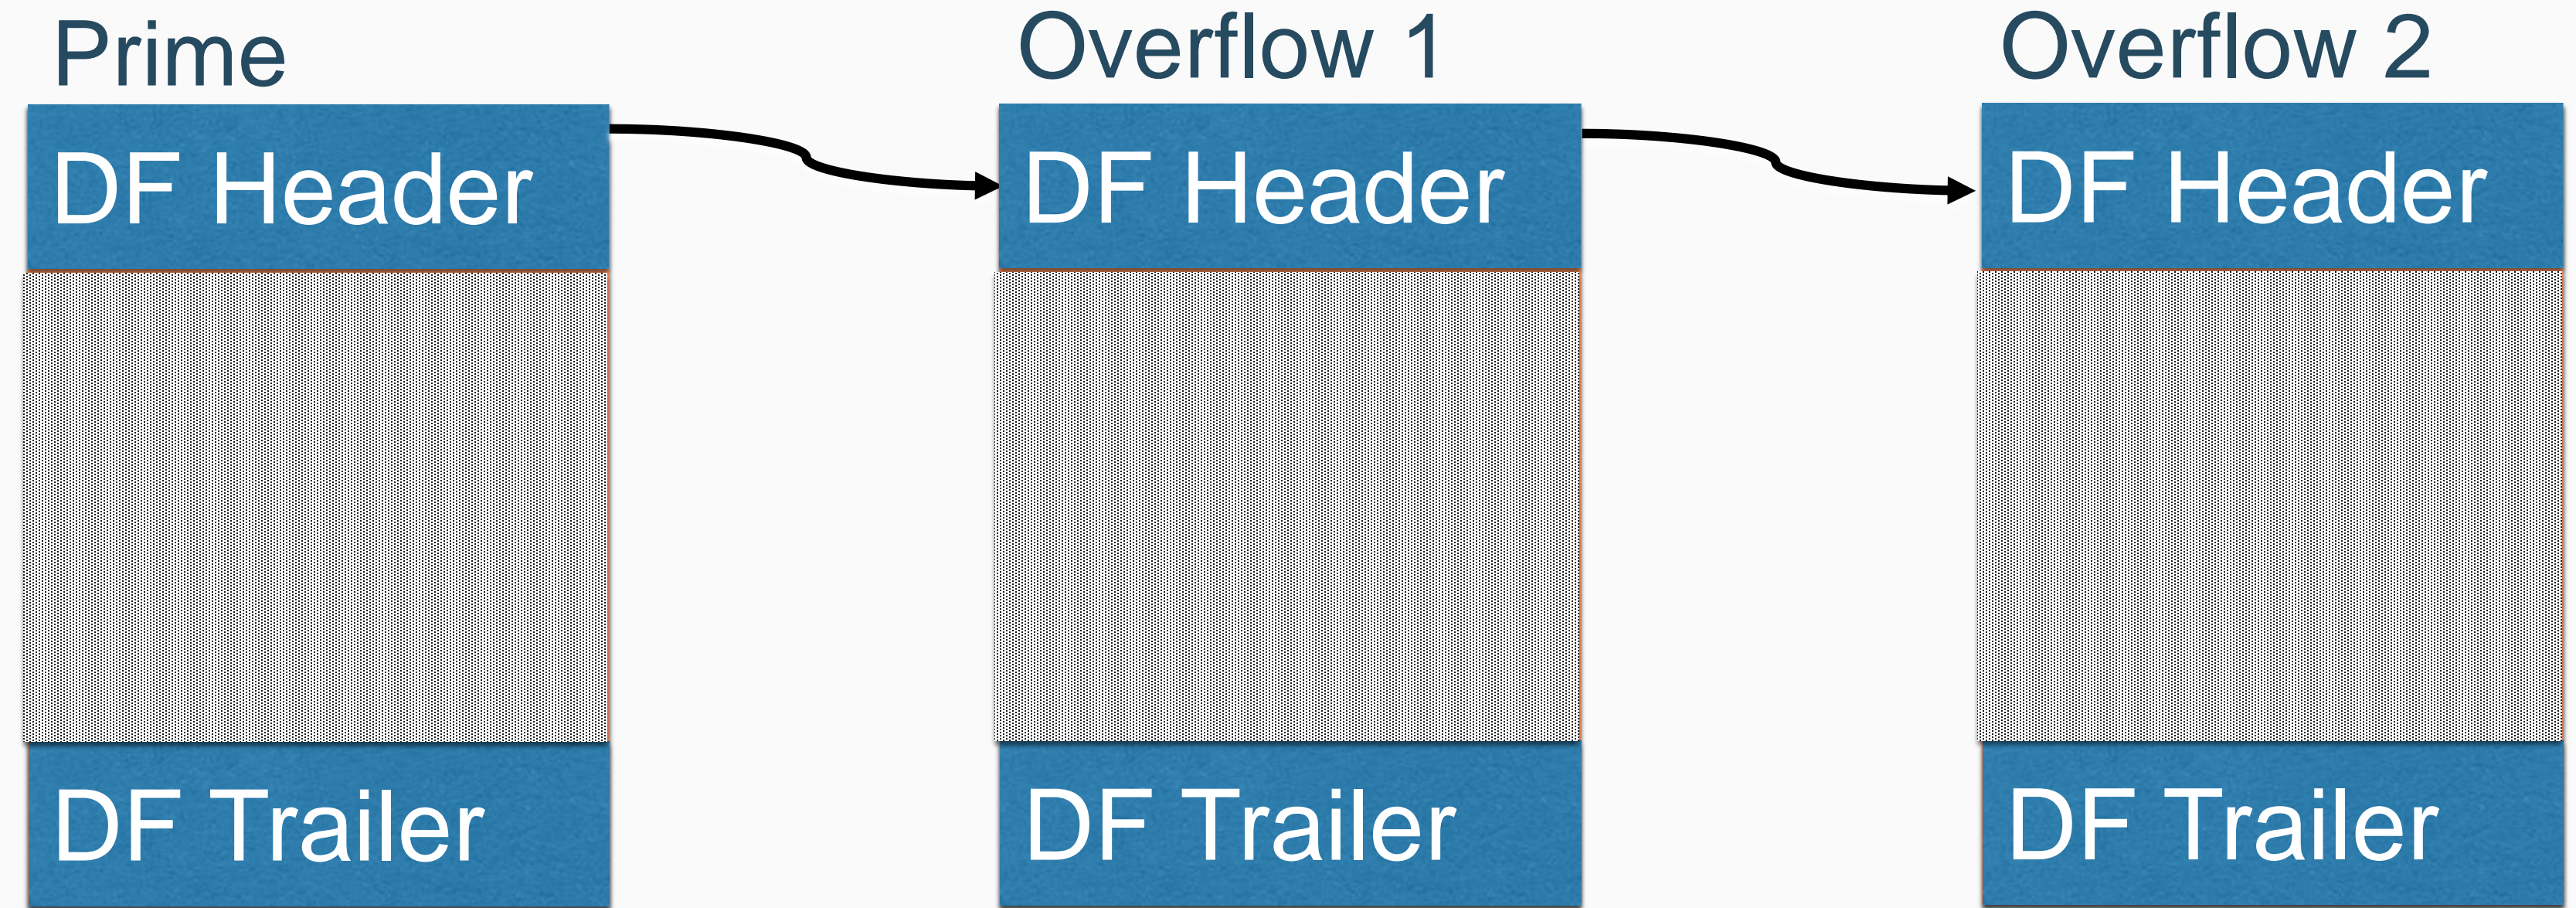 Prime
DF Header
DF Trailer
Overflow 1
DF Header
DF Trailer
Overflow 2
DF Header
DF Trailer